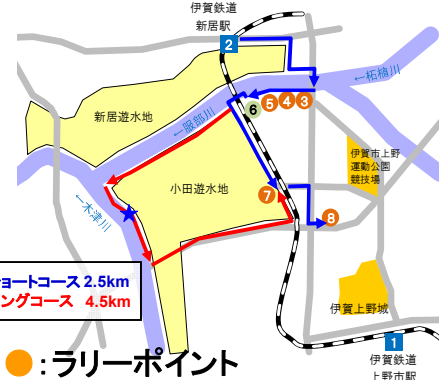 伊賀鉄道
新居駅
2
←柘植川
6
5
4
3
新居遊水地
←服部川
伊賀市上野
運動公園
競技場
小田遊水地
7
←木津川
8
ョートコース 2.5km
ングコース 4.5km
伊賀上野城
1
●:ラリーポイント
伊賀鉄道
上野市駅